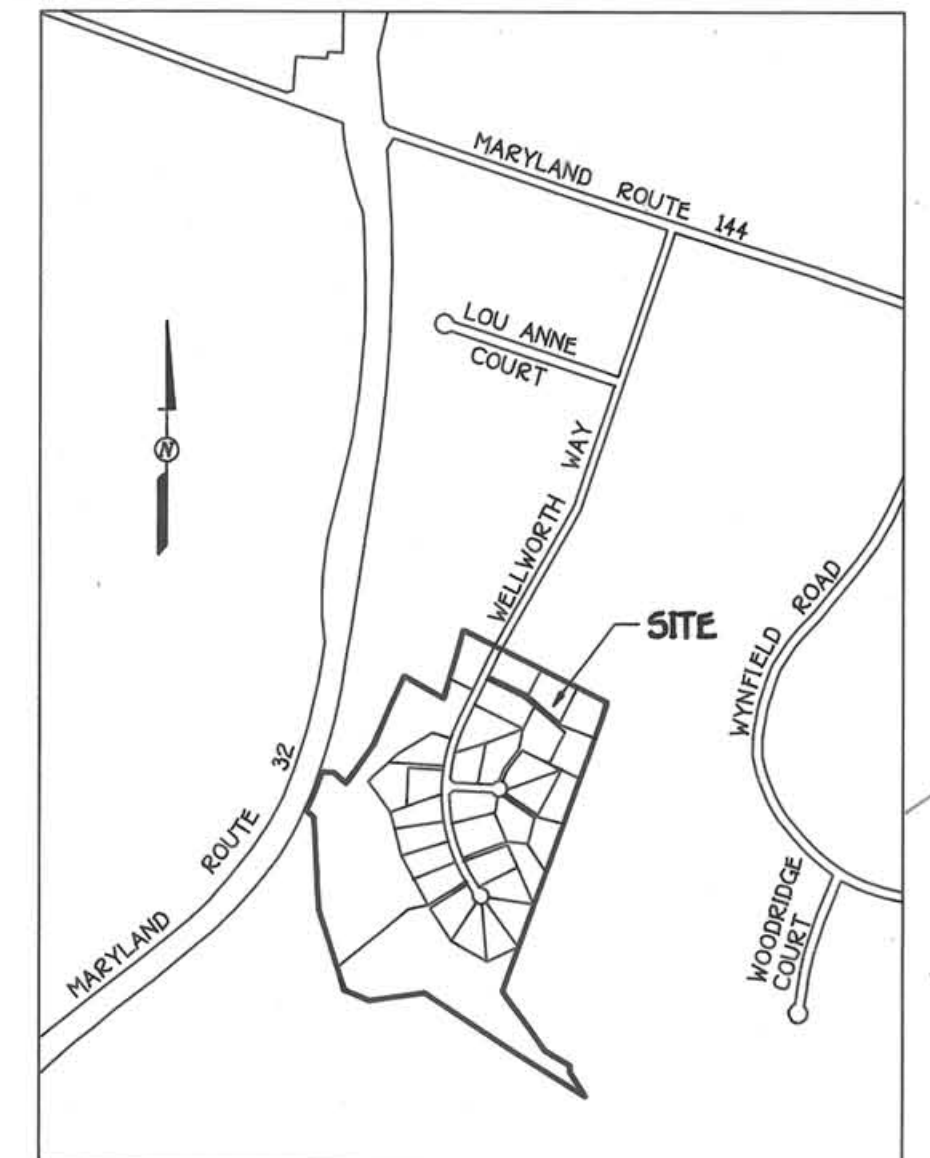 MARYLAND ROUTE 144
LOU ANNE
COURT
WELLWORTH WAY
N
SITE
WYNFIELD ROAD
MARYLAND ROUTE 32
WOODRIDGE
COURT